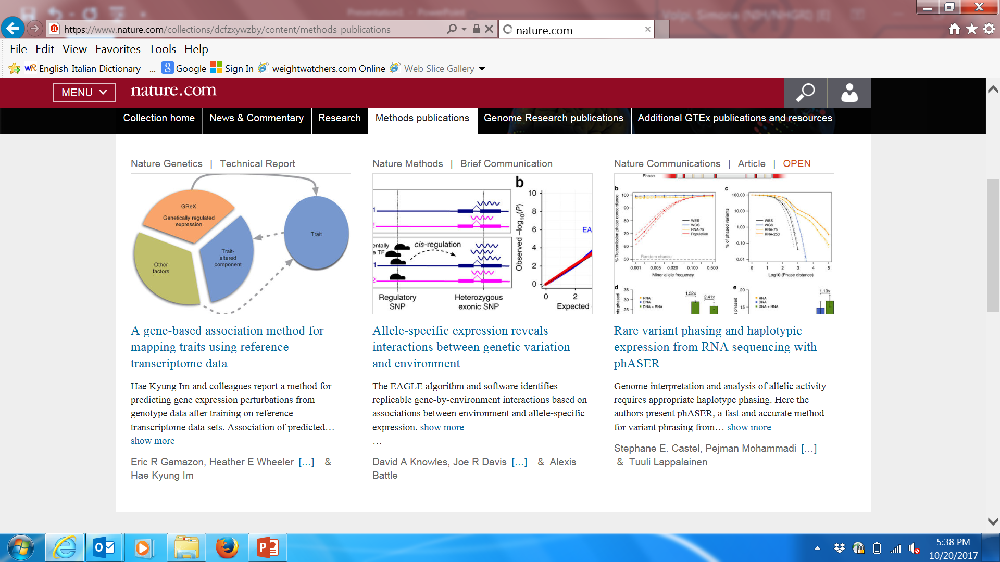 Presentation1 - PowerPoint
Volpi, Simona (NIH/NHGRI) [E]
https://www.nature.com/collections/dcfzxywzby/content/methods-publications-
nature.com
File Edit View Favorites Tools Help
English-Italian Dictionary - ... Google Sign In weightwatchers.com Online Web Slice Gallery
MENU nature.com
Collection home News & Commentary Research Methods publications Genome Research publications Additional GTEx publications and resources
Nature Genetics | Technical Report
GReX
Genetically regulated
expression
Trait-
altered
component
Other
factors
Trait
A gene-based association method for
mapping traits using reference
transcriptome data
Hae Kyung Im and colleagues report a method for
predicting gene expression perturbations from
genotype data after training on reference
transcriptome data sets. Association of predicted…
show more
Eric R Gamazon, Heather E Wheeler […] &
Hae Kyung Im
Nature Methods | Brief Communication
b
1
2
entally
e TF
cis-regulation
1
2
Regulatory
SNP
Heterozygous
exonic SNP
Observed –log10(P)
10
8
6
4
2
0
EA
0 2
Expected
Allele-specific expression reveals
interactions between genetic variation
and environment
The EAGLE algorithm and software identifies
replicable gene-by-environment interactions based on
associations between environment and allele-specific
expression. show more
…
David A Knowles, Joe R Davis […] & Alexis
Battle
Nature Communications | Article | OPEN
Phase
b
% Transmission phase concordance
100
90
80
70
60
50
WES
WGS
RNA-75
Population
Random chance
0.001 0.005 0.020 0.100 0.500
Minor allele frequency
c
% of phased variants
100.00
10.00
1.00
0.10
0.01
WES
WGS
RNA-75
RNA-250
0 1 2 3 4 5
Log10 (Phase distance)
d
nts phased
35
30
25
RNA
DNA
DNA + RNA
1.52×
2.41×
e
s phased
20
15
RNA
DNA
DNA + RNA
1.13×
Rare variant phasing and haplotypic
expression from RNA sequencing with
phASER
Genome interpretation and analysis of allelic activity
requires appropriate haplotype phasing. Here the
authors present phASER, a fast and accurate method
for variant phrasing from… show more
Stephane E. Castel, Pejman Mohammadi […]
& Tuuli Lappalainen
5:38 PM
10/20/2017